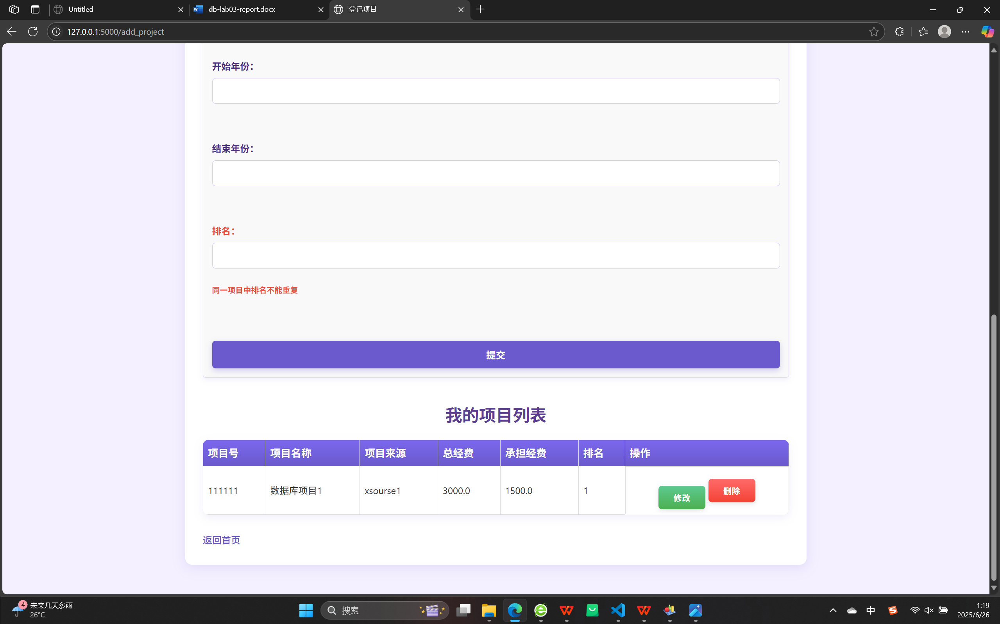 Untitled
db-lab03-report.docx
登记项目
127.0.0.1:5000/add_project
开始年份：
结束年份：
排名：
同一项目中排名不能重复
提交
我的项目列表
项目号 项目名称 项目来源 总经费 承担经费 排名 操作
111111 数据库项目1 xsourse1 3000.0 1500.0 1 修改 删除
返回首页
4 未来几天多雨
26°C
搜索
中
1:19
2025/6/26